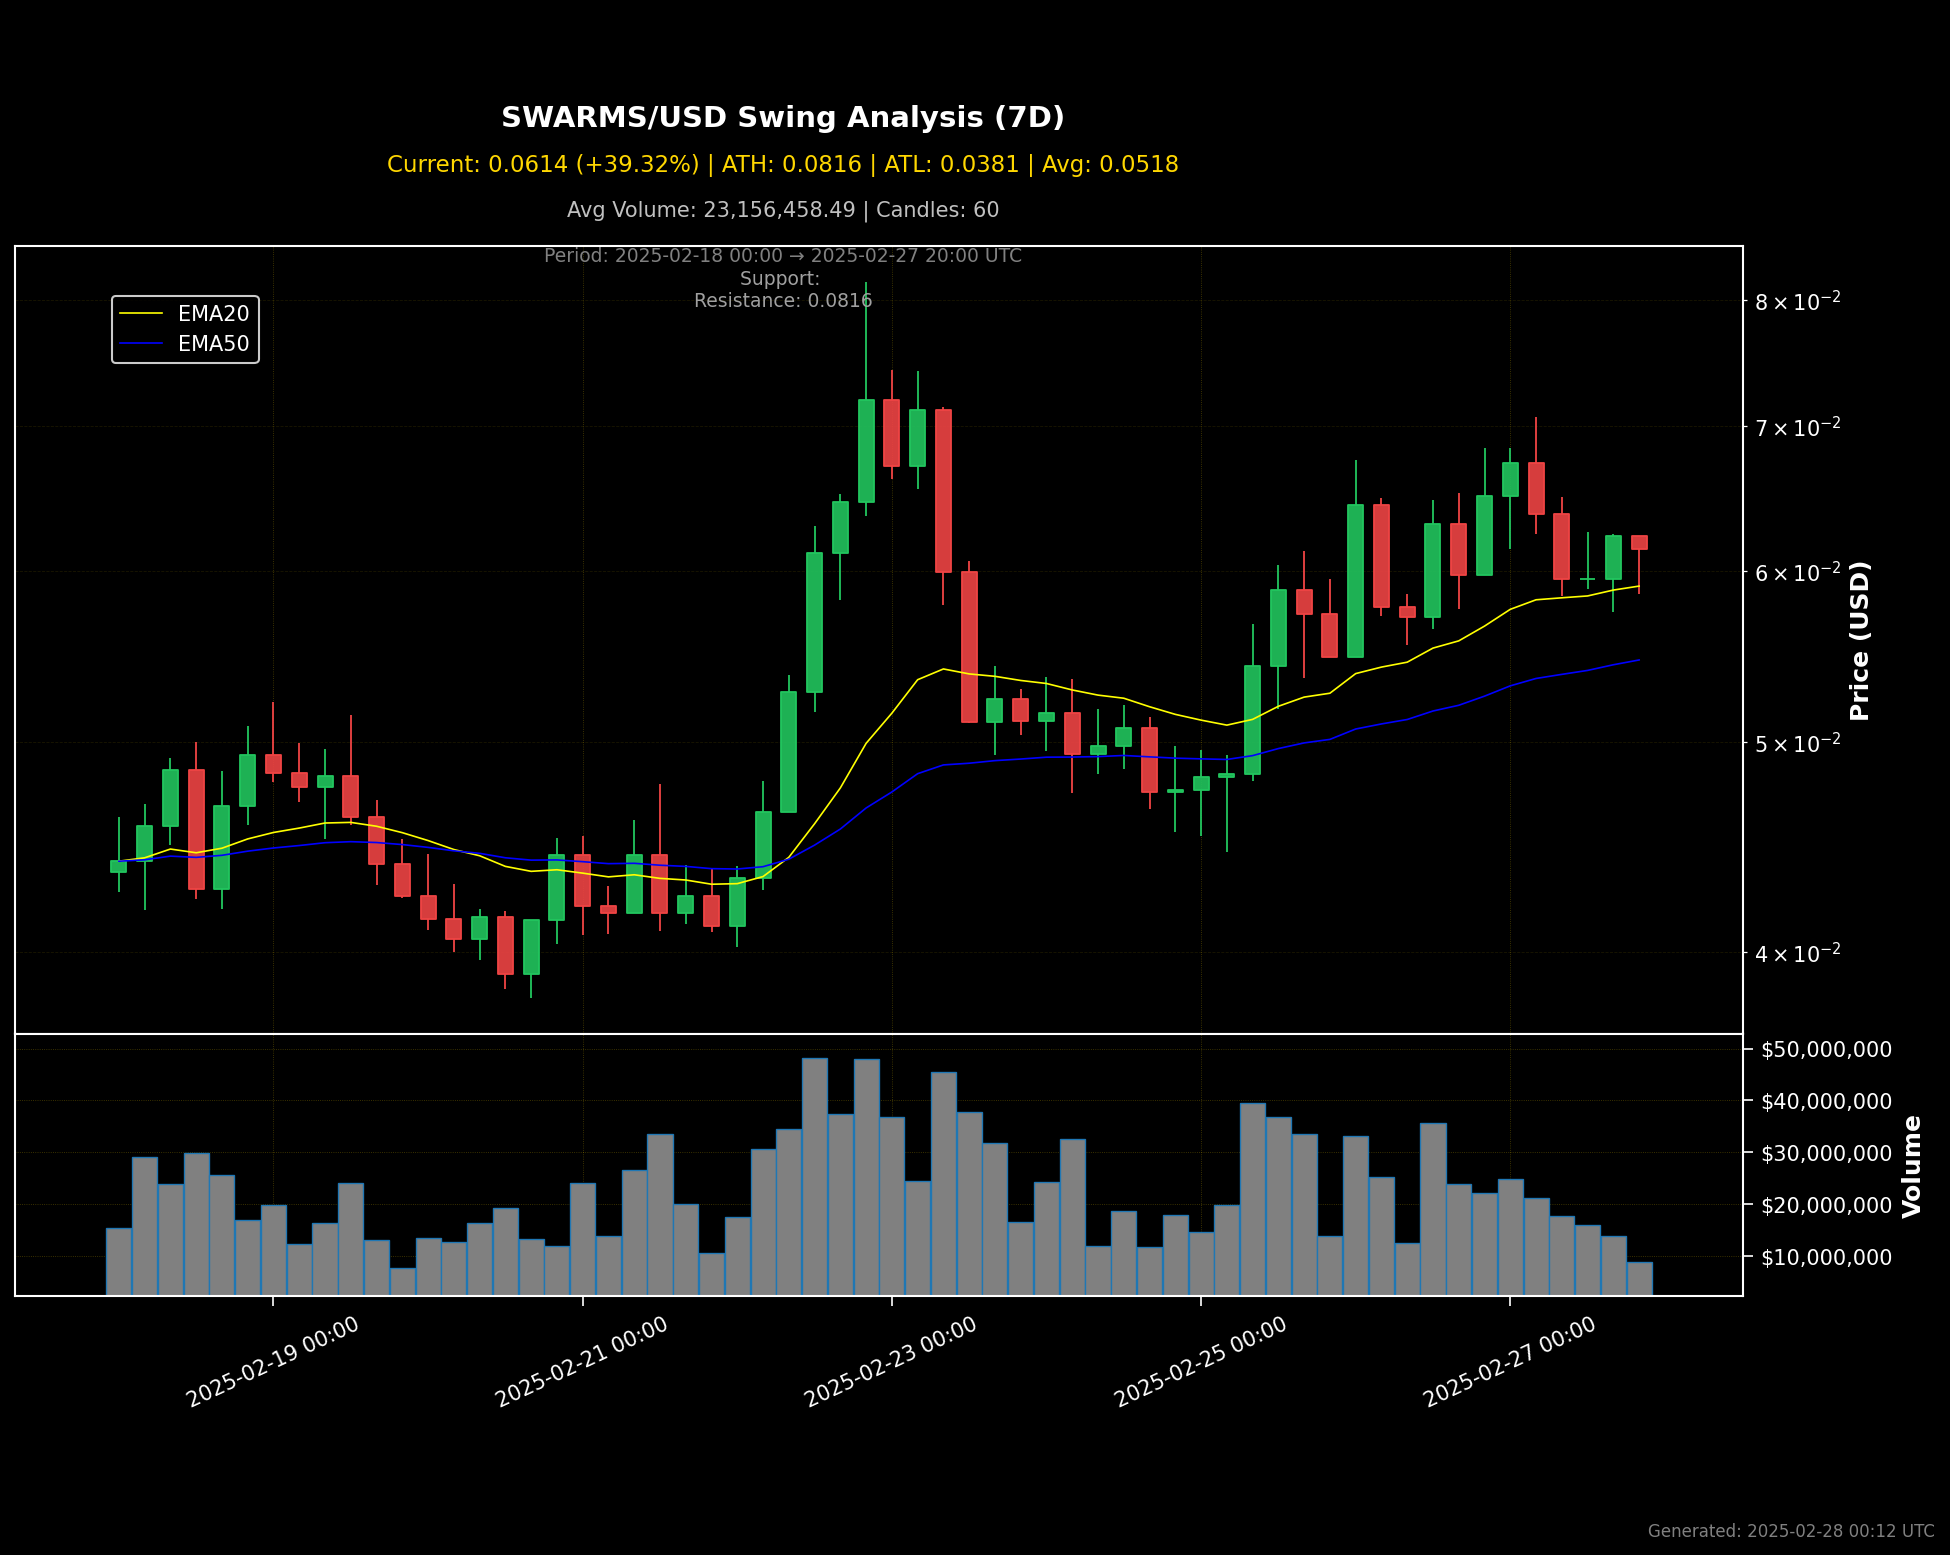 SWARMS/USD Swing Analysis (7D)
Current: 0.0614 (+39.32%) | ATH: 0.0816 | ATL: 0.0381 | Avg: 0.0518
Avg Volume: 23,156,458.49 | Candles: 60
Period: 2025-02-18 00:00 → 2025-02-27 20:00 UTC
Support:
Resistance: 0.0816
EMA20
EMA50
8 × 10⁻²
7 × 10⁻²
6 × 10⁻²
5 × 10⁻²
4 × 10⁻²
Price (USD)
$50,000,000
$40,000,000
$30,000,000
$20,000,000
$10,000,000
Volume
2025-02-19 00:00
2025-02-21 00:00
2025-02-23 00:00
2025-02-25 00:00
2025-02-27 00:00
Generated: 2025-02-28 00:12 UTC